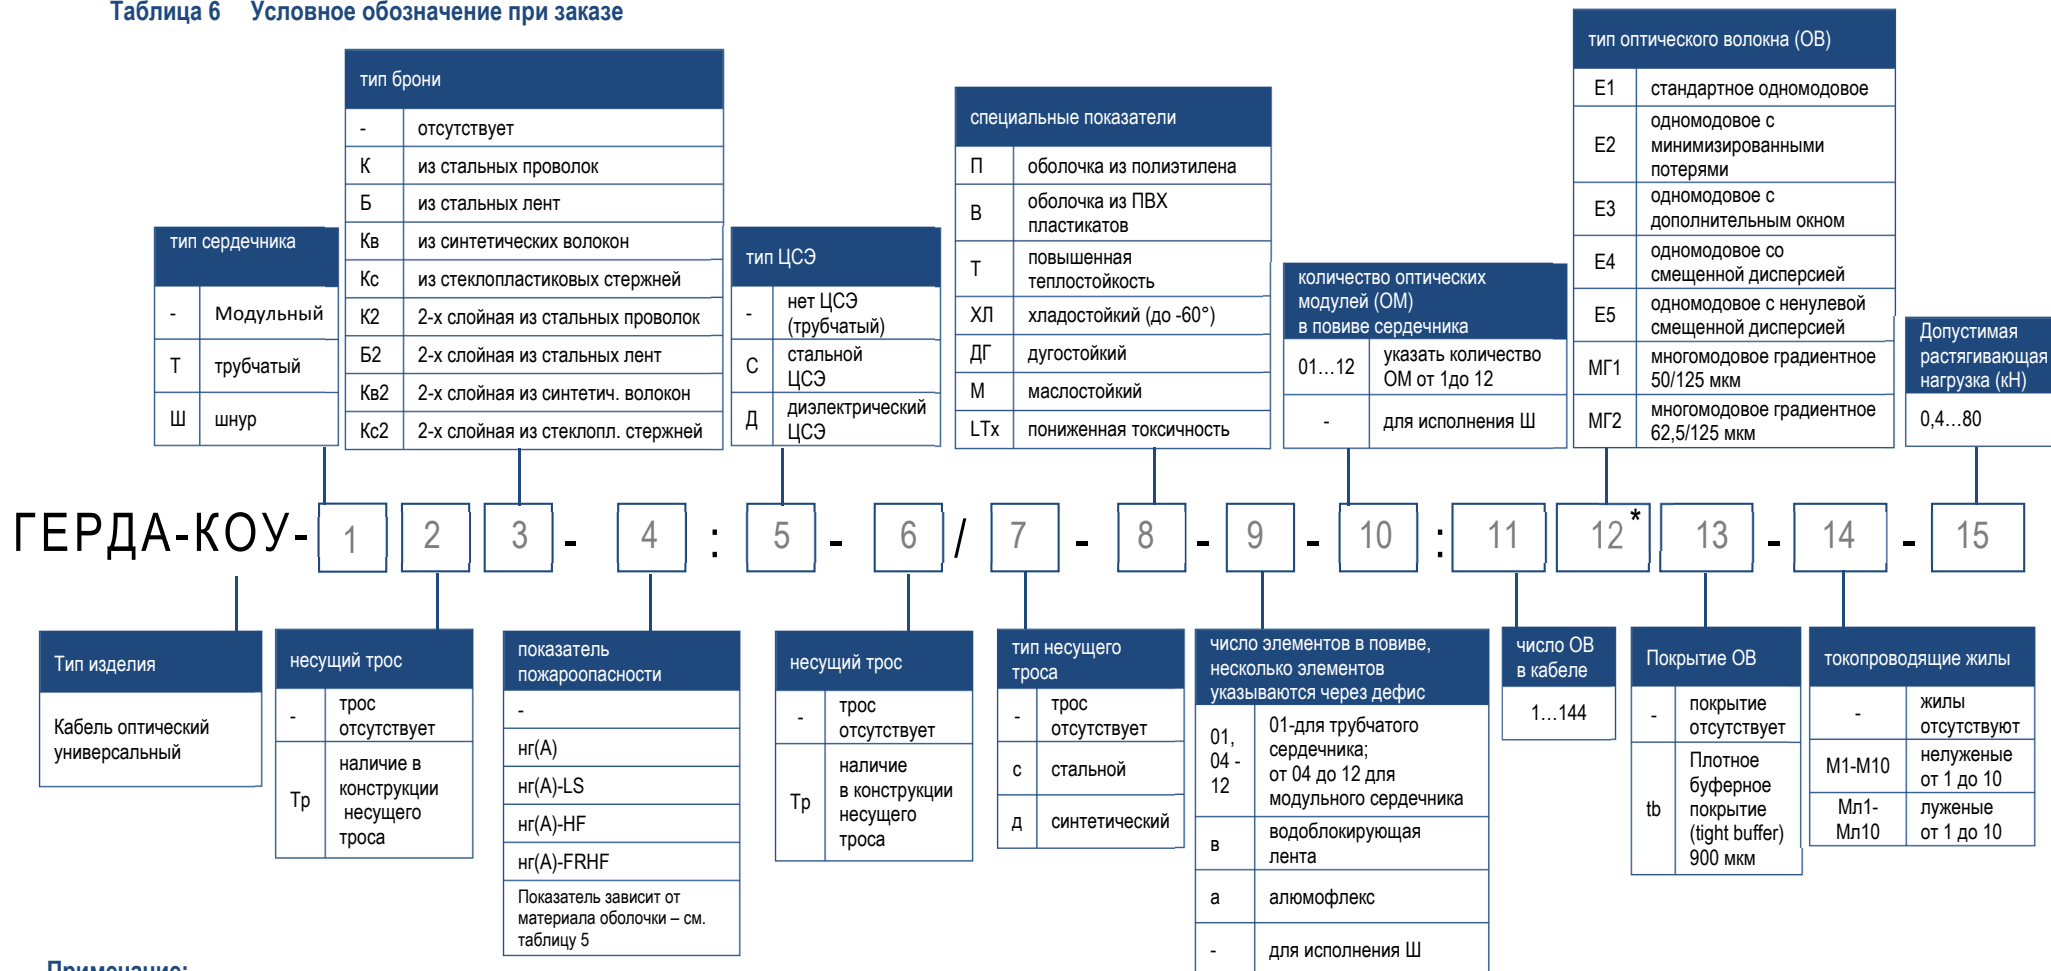 Таблица 6 Условное обозначение при заказе
тип сердечника
- Модульный
Т трубчатый
Ш шнур
тип брони
- отсутствует
К из стальных проволок
Б из стальных лент
Кв из синтетических волокон
Кс из стеклопластиковых стержней
К2 2-х слойная из стальных проволок
Б2 2-х слойная из стальных лент
Кв2 2-х слойная из синтетич. волокон
Кс2 2-х слойная из стеклопл. стержней
тип ЦСЭ
- нет ЦСЭ
(трубчатый)
С стальной
ЦСЭ
Д диэлектрический
ЦСЭ
специальные показатели
П оболочка из полиэтилена
В оболочка из ПВХ
пластикатов
Т повышенная
теплостойкость
ХЛ хладостойкий (до -60°)
ДГ дугостойкий
М маслостойкий
LTx пониженная токсичность
количество оптических
модулей (ОМ)
в повиве сердечника
01…12 указать количество
ОМ от 1до 12
- для исполнения Ш
тип оптического волокна (ОВ)
Е1 стандартное одномодовое
Е2 одномодовое с
минимизированными
потерями
Е3 одномодовое с
дополнительным окном
Е4 одномодовое со
смещенной дисперсией
Е5 одномодовое с ненулевой
смещенной дисперсией
МГ1 многомодовое градиентное
50/125 мкм
МГ2 многомодовое градиентное
62,5/125 мкм
Допустимая
растягивающая
нагрузка (кН)
0,4…80
ГЕРДА-КОУ- 1 2 3 - 4 : 5 - 6 / 7 - 8 - 9 - 10 : 11 12* 13 - 14 - 15
Тип изделия
Кабель оптический
универсальный
несущий трос
- трос
отсутствует
Тр наличие в
конструкции
несущего
троса
показатель
пожароопасности
-
нг(А)
нг(А)-LS
нг(А)-HF
нг(А)-FRHF
Показатель зависит от
материала оболочки – см.
таблицу 5
несущий трос
- трос
отсутствует
Тр наличие
в конструкции
несущего
троса
тип несущего
троса
- трос
отсутствует
с стальной
д синтетический
число элементов в повиве,
несколько элементов
указываются через дефис
01,
04 -
12
01-для трубчатого
сердечника;
от 04 до 12 для
модульного сердечника
в водоблокирующая
лента
а алюмофлекс
- для исполнения Ш
число ОВ
в кабеле
1…144
Покрытие ОВ
- покрытие
отсутствует
tb Плотное
буферное
покрытие
(tight buffer)
900 мкм
токопроводящие жилы
- жилы
отсутствуют
М1-М10 нелуженые
от 1 до 10
Мл1-
Мл10
луженые
от 1 до 10
Примечание: